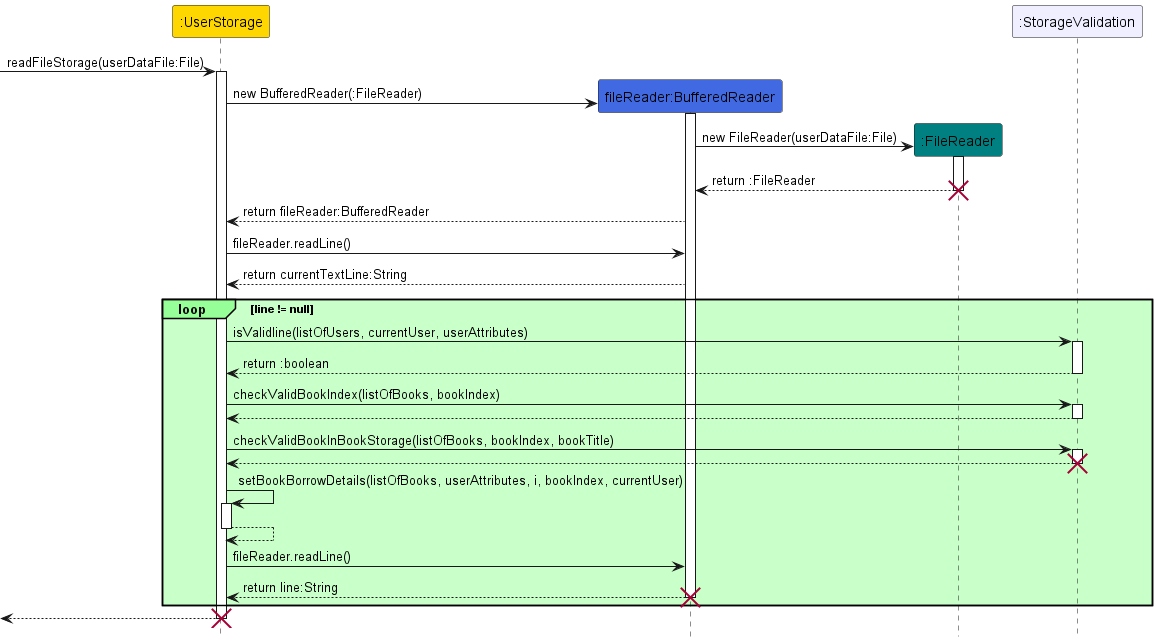 :UserStorage
:StorageValidation
readFileStorage(userDataFile:File)
new BufferedReader(:FileReader)
fileReader:BufferedReader
new FileReader(userDataFile:File)
:FileReader
return :FileReader
return fileReader:BufferedReader
fileReader.readLine()
return currentTextLine:String
loop [line != null]
isValidline(listOfUsers, currentUser, userAttributes)
return :boolean
checkValidBookIndex(listOfBooks, bookIndex)
checkValidBookInBookStorage(listOfBooks, bookIndex, bookTitle)
setBookBorrowDetails(listOfBooks, userAttributes, i, bookIndex, currentUser)
fileReader.readLine()
return line:String